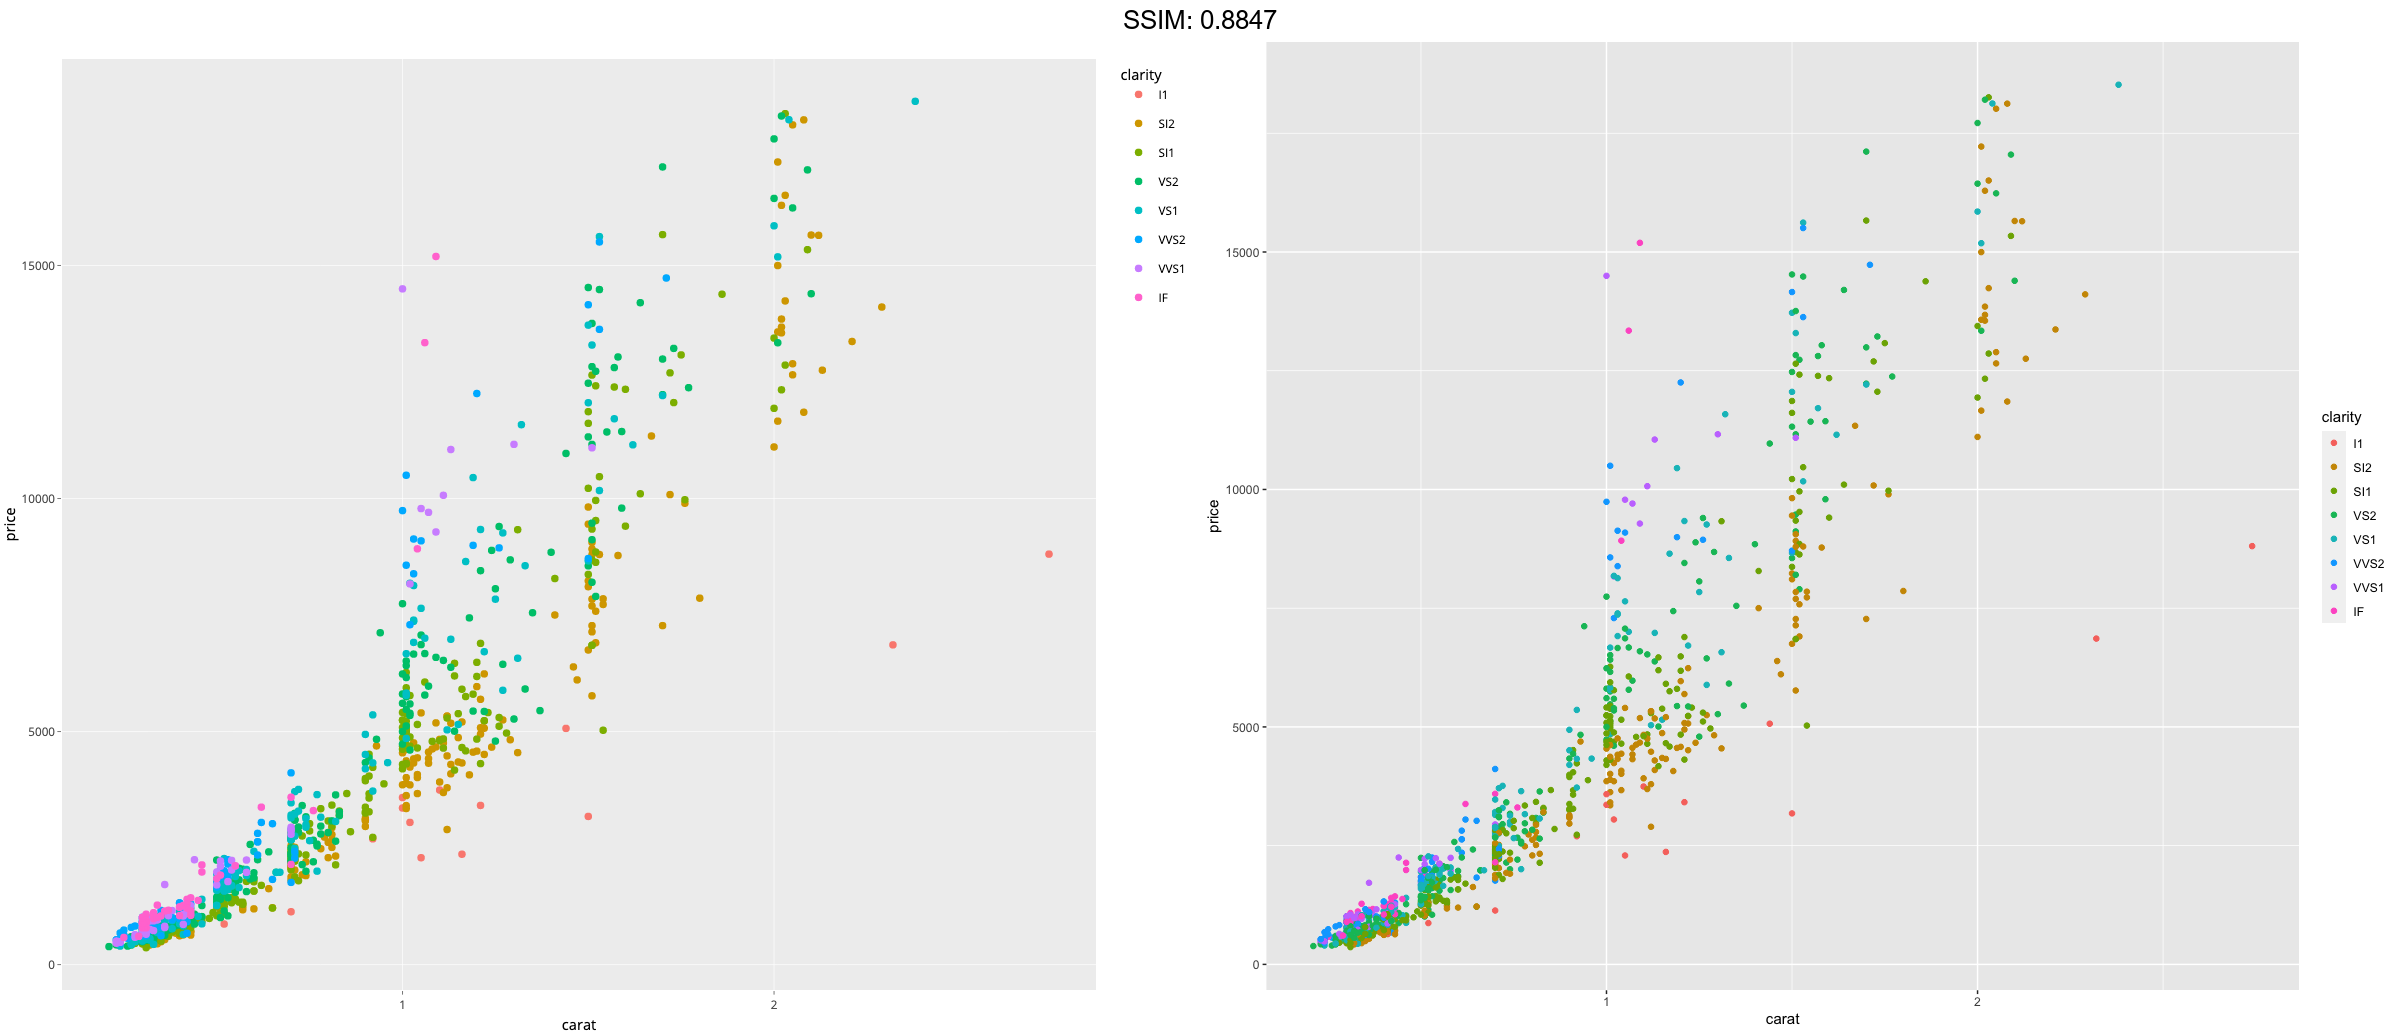 SSIM: 0.8847
price
15000
10000
5000
0
1
2
carat
clarity
I1
SI2
SI1
VS2
VS1
VVS2
VVS1
IF
price
15000
10000
5000
0
1
2
carat
clarity
I1
SI2
SI1
VS2
VS1
VVS2
VVS1
IF